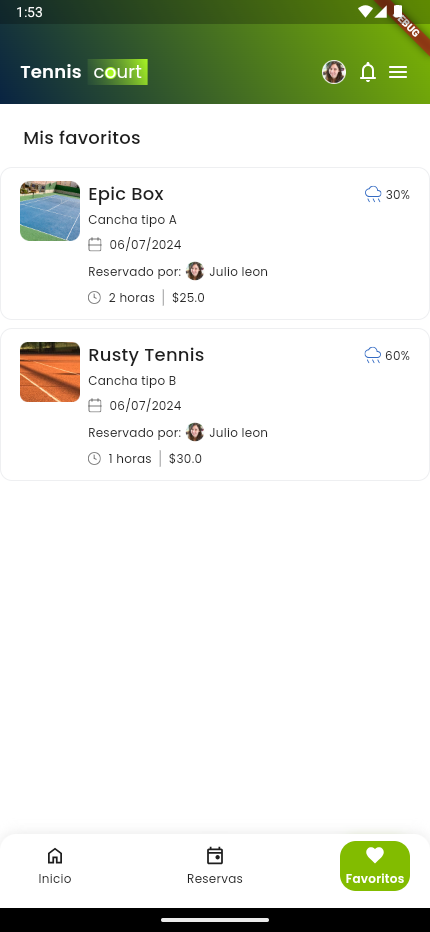 1:53
EBUG
Tennis court
Mis favoritos
Epic Box
30%
Cancha tipo A
06/07/2024
Reservado por: Julio leon
2 horas | $25.0
Rusty Tennis
60%
Cancha tipo B
06/07/2024
Reservado por: Julio leon
1 horas | $30.0
Inicio
Reservas
Favoritos